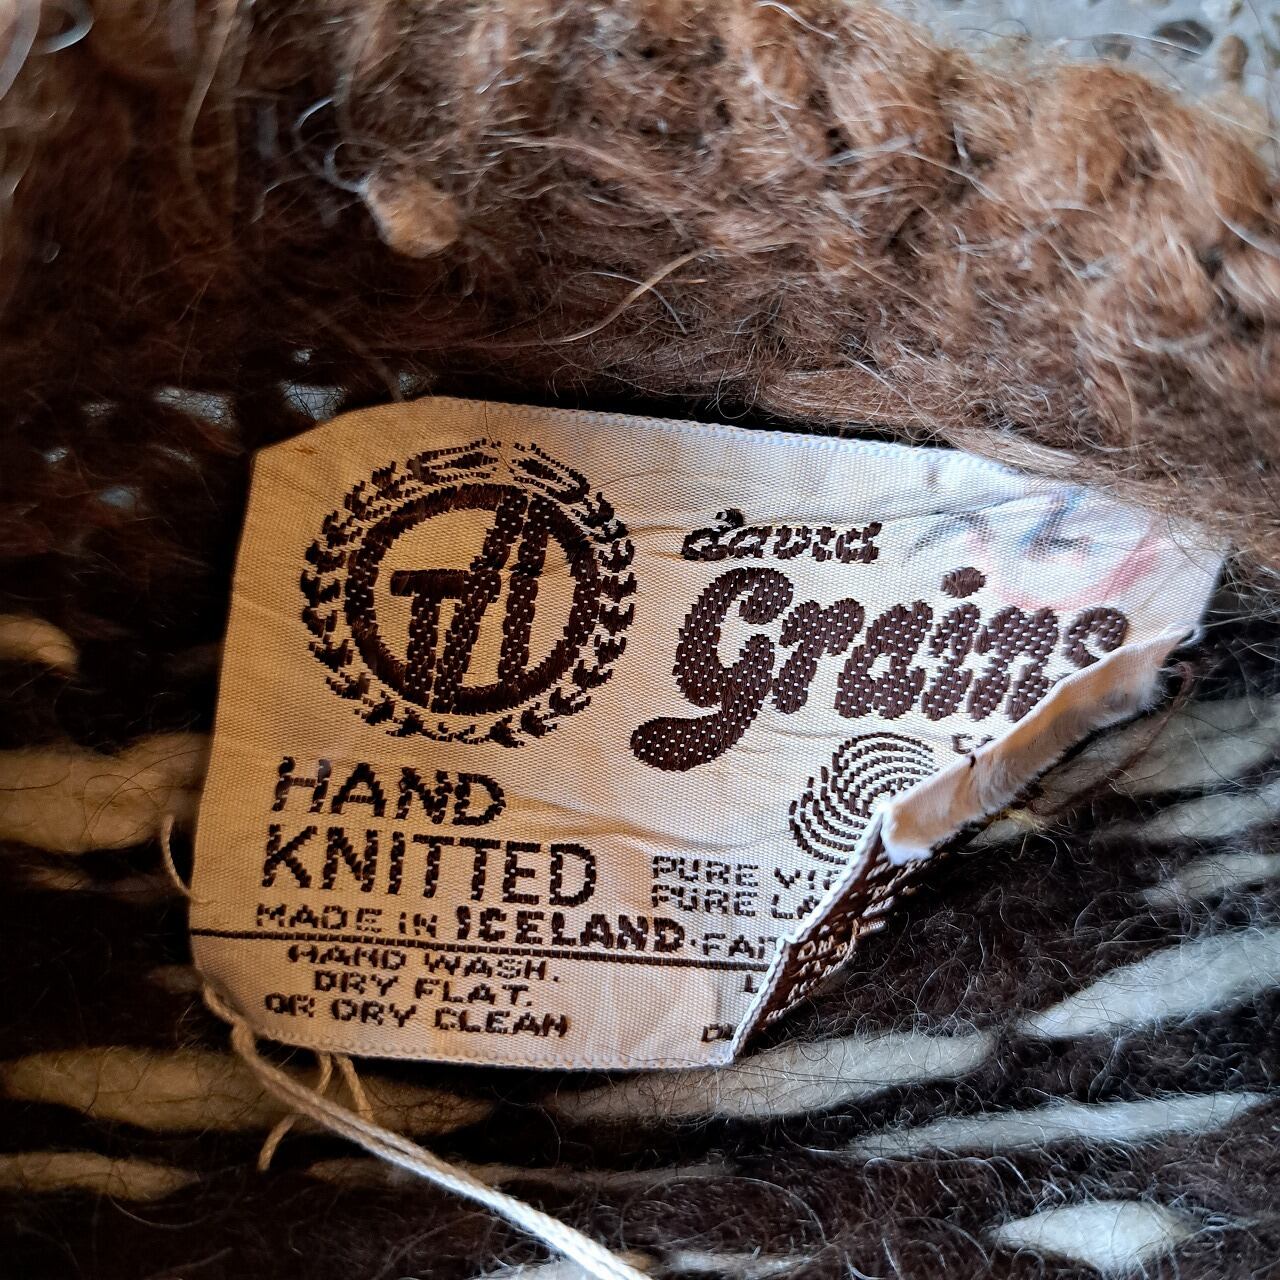 david
Grains
HAND
KNITTED
PURE
PURE
MADE IN ICELAND
HAND WASH.
DRY FLAT.
OR DRY CLEAN